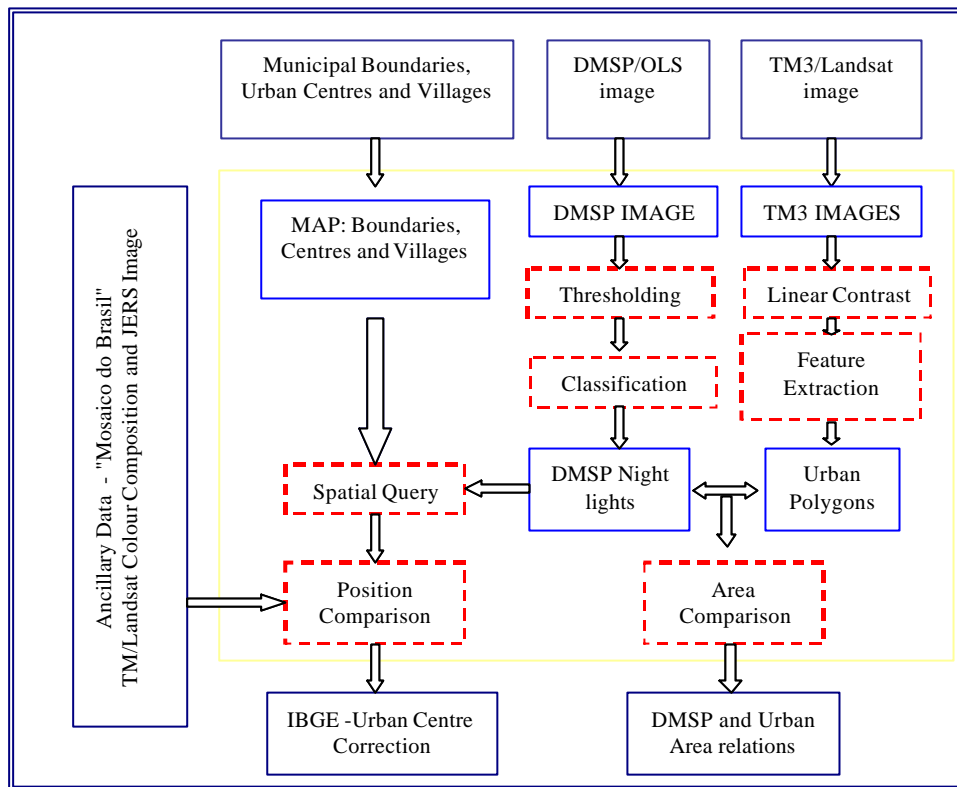 Municipal Boundaries,
Urban Centres and Villages
DMSP/OLS
image
TM3/Landsat
image
Ancillary Data - "Mosaico do Brasil"
TM/Landsat Colour Composition and JERS Image
MAP: Boundaries,
Centres and Villages
DMSP IMAGE
TM3 IMAGES
Thresholding
Linear Contrast
Classification
Feature
Extraction
Spatial Query
DMSP Night
lights
Urban
Polygons
Position
Comparison
Area
Comparison
IBGE -Urban Centre
Correction
DMSP and Urban
Area relations